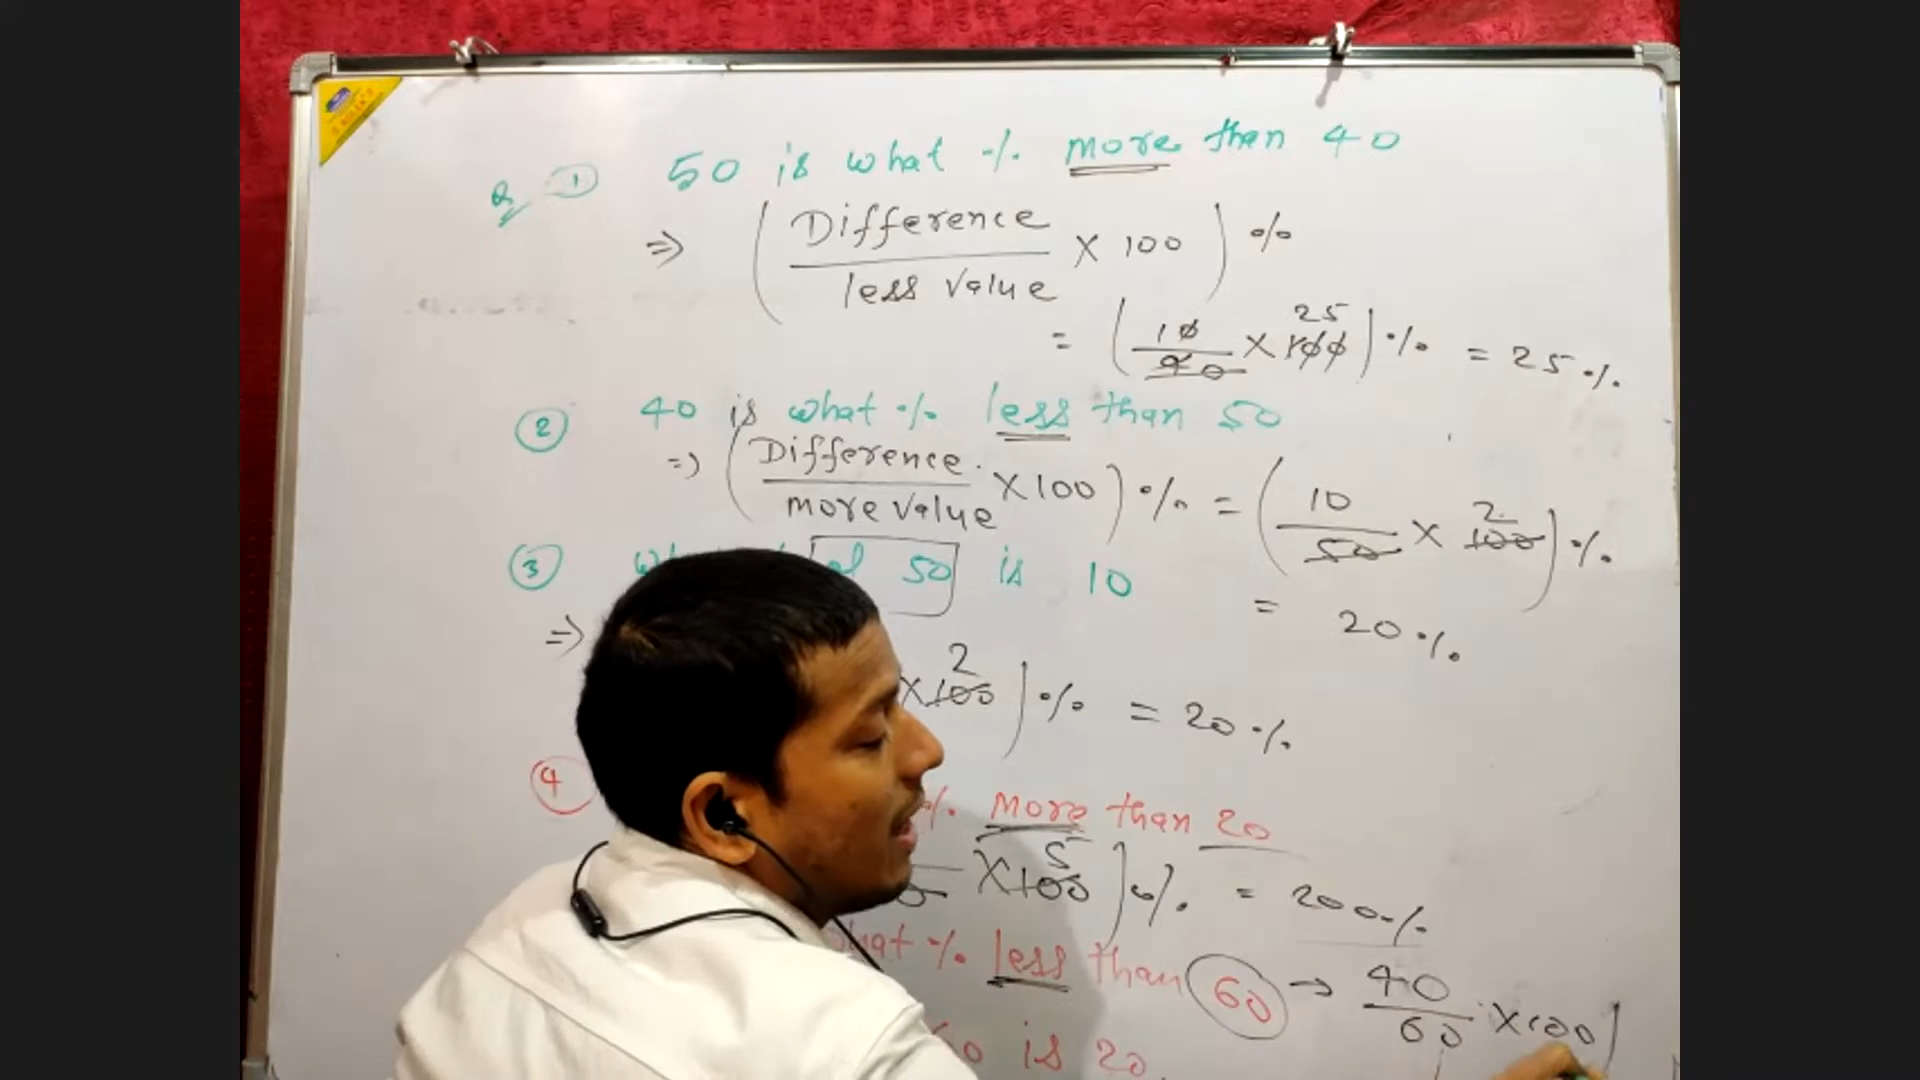 Q ① 50 is what % more than 40
⇒ (Difference / less value × 100) %
= (10/40 × 100) % = 25 %
25
② 40 is what % less than 50
⇒ (Difference / more value × 100) % = (10/50 × 100) %
2
= 20 %
③ of 50 is 10
⇒ × 100) % = 20 %
2
④ % more than 20
× 100) % = 200 %
5
what % less than 60 → 40/60 × 100)
is 20